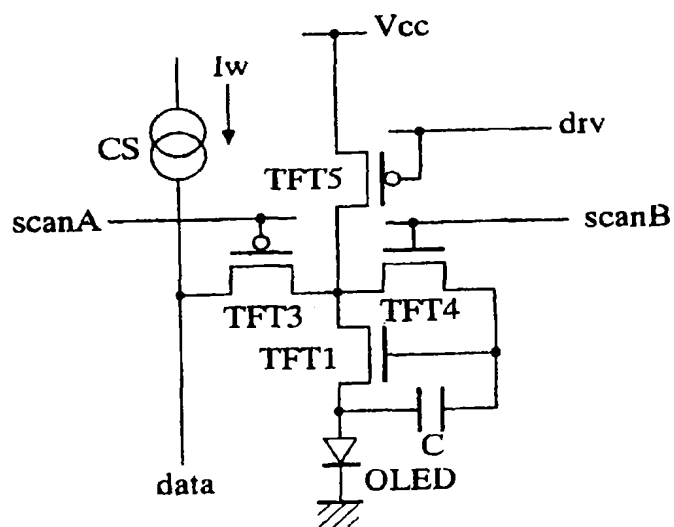 Vcc
Iw
drv
CS
TFT5
scanA
scanB
TFT3
TFT4
TFT1
C
data
OLED